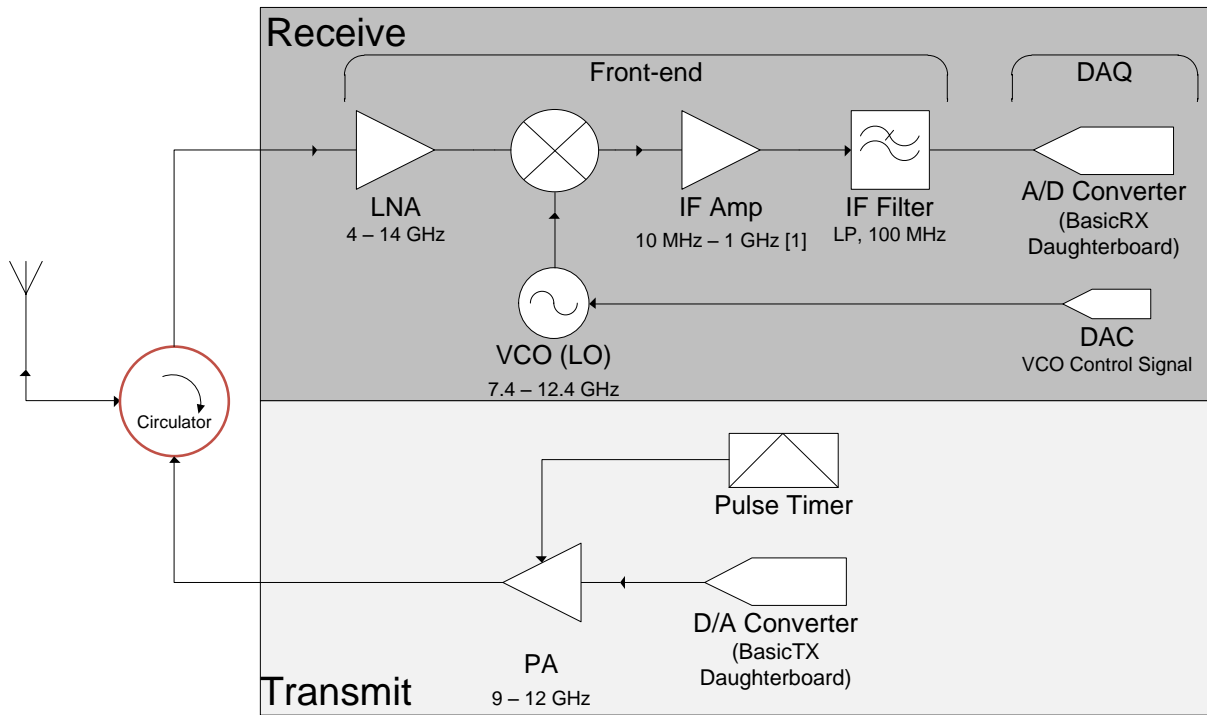 Receive
Front-end
DAQ
LNA
4 – 14 GHz
IF Amp
10 MHz – 1 GHz [1]
IF Filter
LP, 100 MHz
A/D Converter
(BasicRX
Daughterboard)
VCO (LO)
7.4 – 12.4 GHz
DAC
VCO Control Signal
Circulator
Pulse Timer
PA
9 – 12 GHz
D/A Converter
(BasicTX
Daughterboard)
Transmit